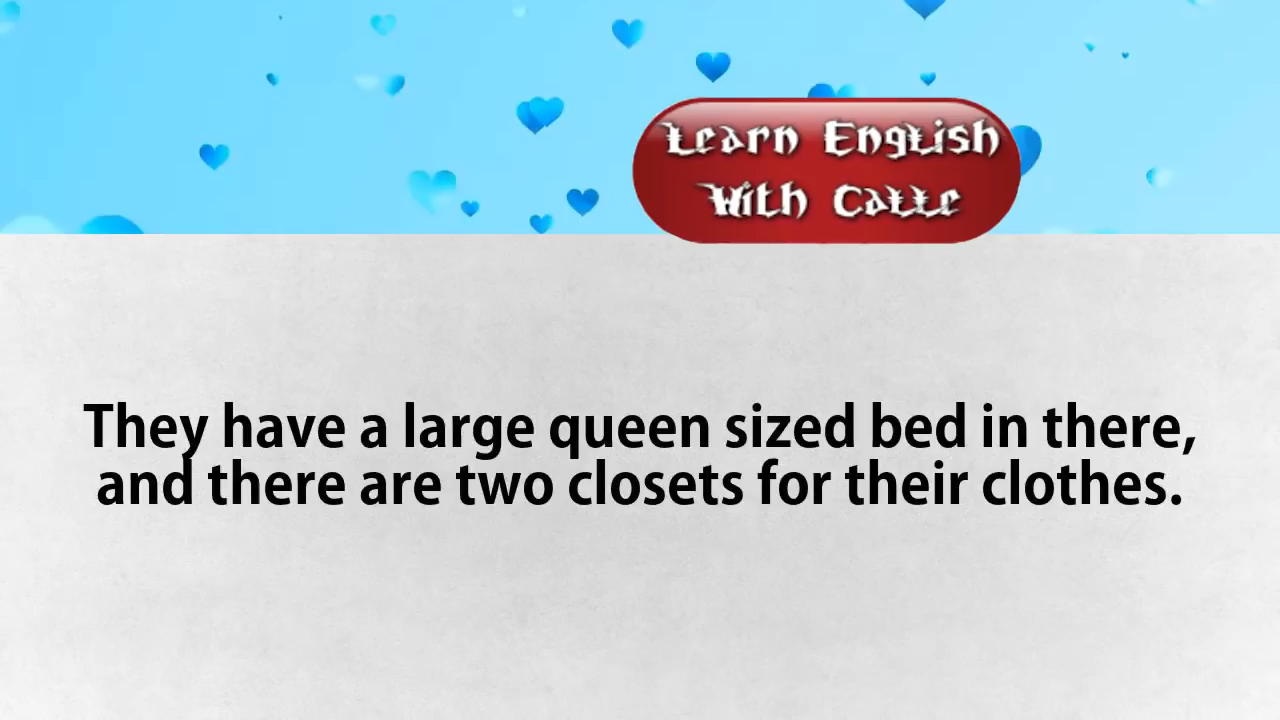 Learn English
With Calle
They have a large queen sized bed in there,
and there are two closets for their clothes.